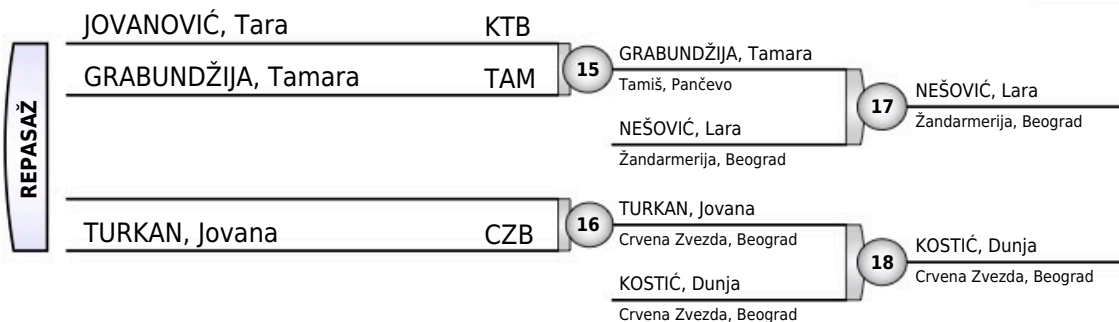 REPASAŽ
JOVANOVIĆ, Tara KTB
GRABUNDŽIJA, Tamara TAM
15
GRABUNDŽIJA, Tamara
Tamiš, Pančevo
NEŠOVIĆ, Lara
Žandarmerija, Beograd
17
NEŠOVIĆ, Lara
Žandarmerija, Beograd
TURKAN, Jovana CZB
16
TURKAN, Jovana
Crvena Zvezda, Beograd
KOSTIĆ, Dunja
Crvena Zvezda, Beograd
18
KOSTIĆ, Dunja
Crvena Zvezda, Beograd